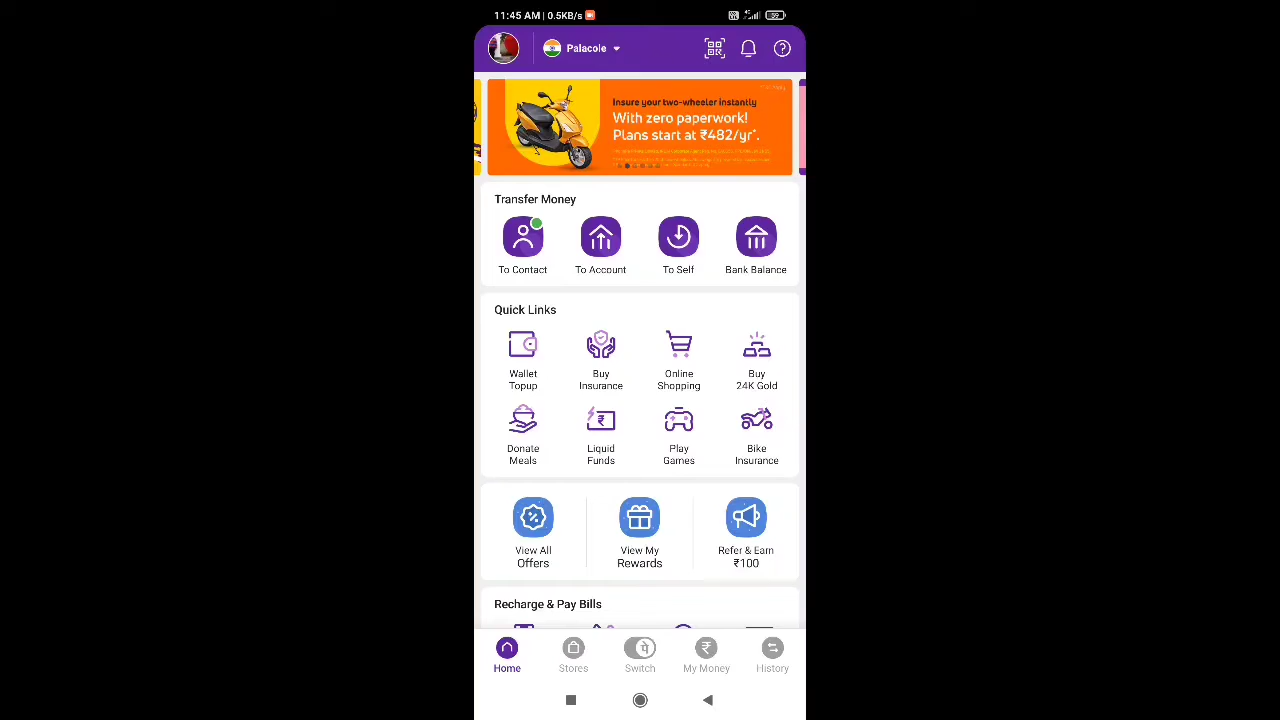 11:45 AM | 0.5KB/s
59
Palacole
Insure your two-wheeler instantly
With zero paperwork!
Plans start at ₹482/yr*.
Transfer Money
To Contact
To Account
To Self
Bank Balance
Quick Links
Wallet
Topup
Buy
Insurance
Online
Shopping
Buy
24K Gold
Donate
Meals
Liquid
Funds
Play
Games
Bike
Insurance
View All
Offers
View My
Rewards
Refer & Earn
₹100
Recharge & Pay Bills
Home
Stores
Switch
My Money
History